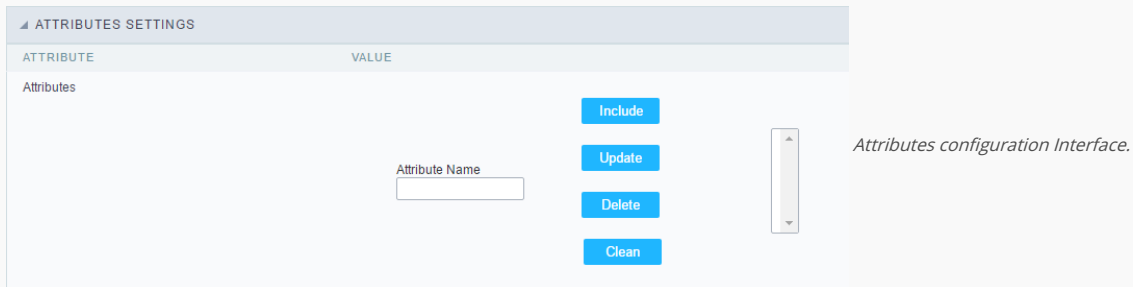 ATTRIBUTES SETTINGS
ATTRIBUTE VALUE
Attributes
Include
Update
Attribute Name
Delete
Clean
Attributes configuration Interface.